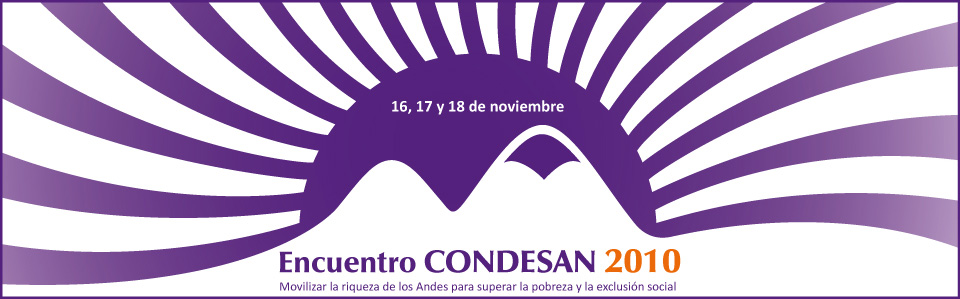 16, 17 y 18 de noviembre
Encuentro CONDESAN 2010
Movilizar la riqueza de los Andes para superar la pobreza y la exclusión social